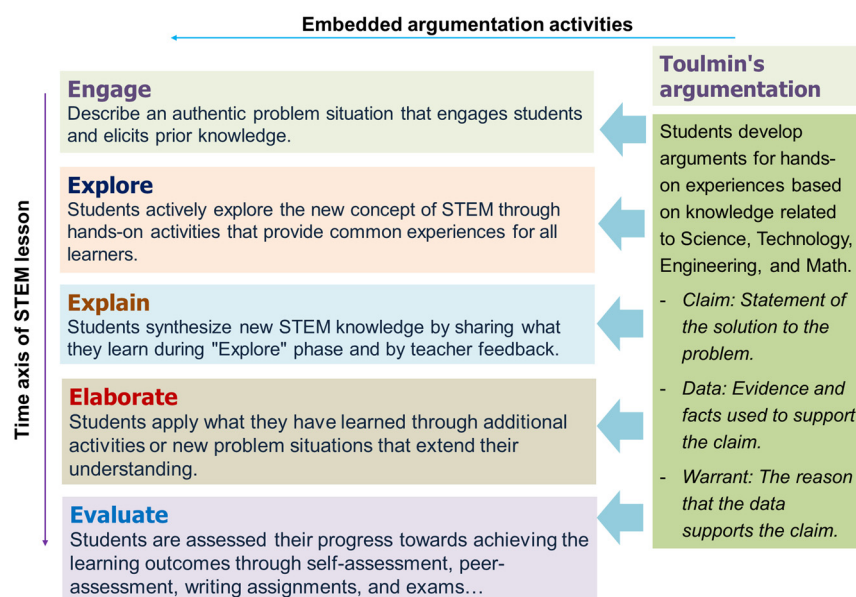 Embedded argumentation activities
Time axis of STEM lesson
Engage
Describe an authentic problem situation that engages students
and elicits prior knowledge.
Explore
Students actively explore the new concept of STEM through
hands-on activities that provide common experiences for all
learners.
Explain
Students synthesize new STEM knowledge by sharing what
they learn during "Explore" phase and by teacher feedback.
Elaborate
Students apply what they have learned through additional
activities or new problem situations that extend their
understanding.
Evaluate
Students are assessed their progress towards achieving the
learning outcomes through self-assessment, peer-
assessment, writing assignments, and exams…
Toulmin's
argumentation
Students develop
arguments for hands-
on experiences based
on knowledge related
to Science, Technology,
Engineering, and Math.
- Claim: Statement of
the solution to the
problem.
- Data: Evidence and
facts used to support
the claim.
- Warrant: The reason
that the data
supports the claim.